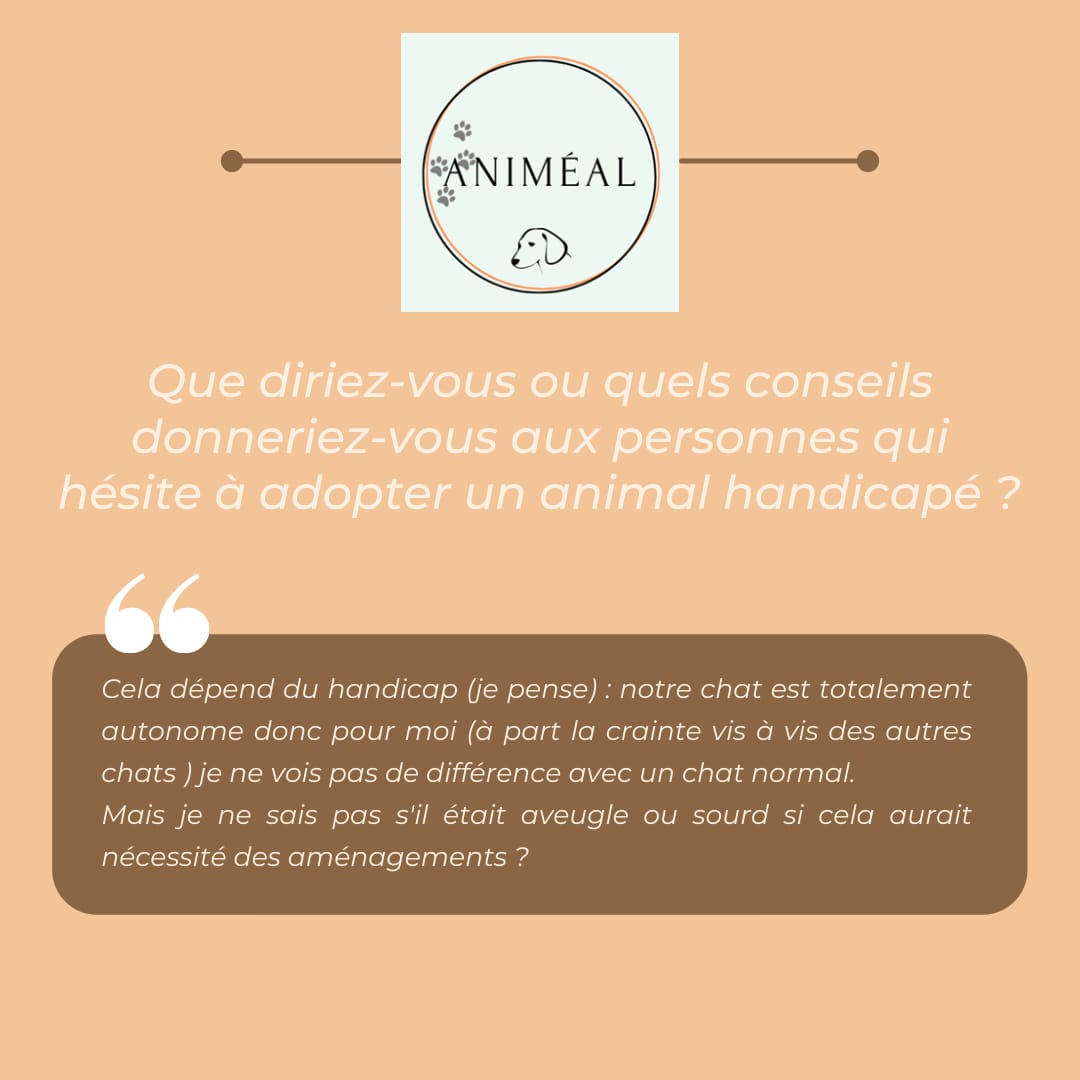 ANIMÉAL
Que diriez-vous ou quels conseils
donneriez-vous aux personnes qui
hésite à adopter un animal handicapé ?
“
Cela dépend du handicap (je pense) : notre chat est totalement
autonome donc pour moi (à part la crainte vis à vis des autres
chats ) je ne vois pas de différence avec un chat normal.
Mais je ne sais pas s'il était aveugle ou sourd si cela aurait
nécessité des aménagements ?